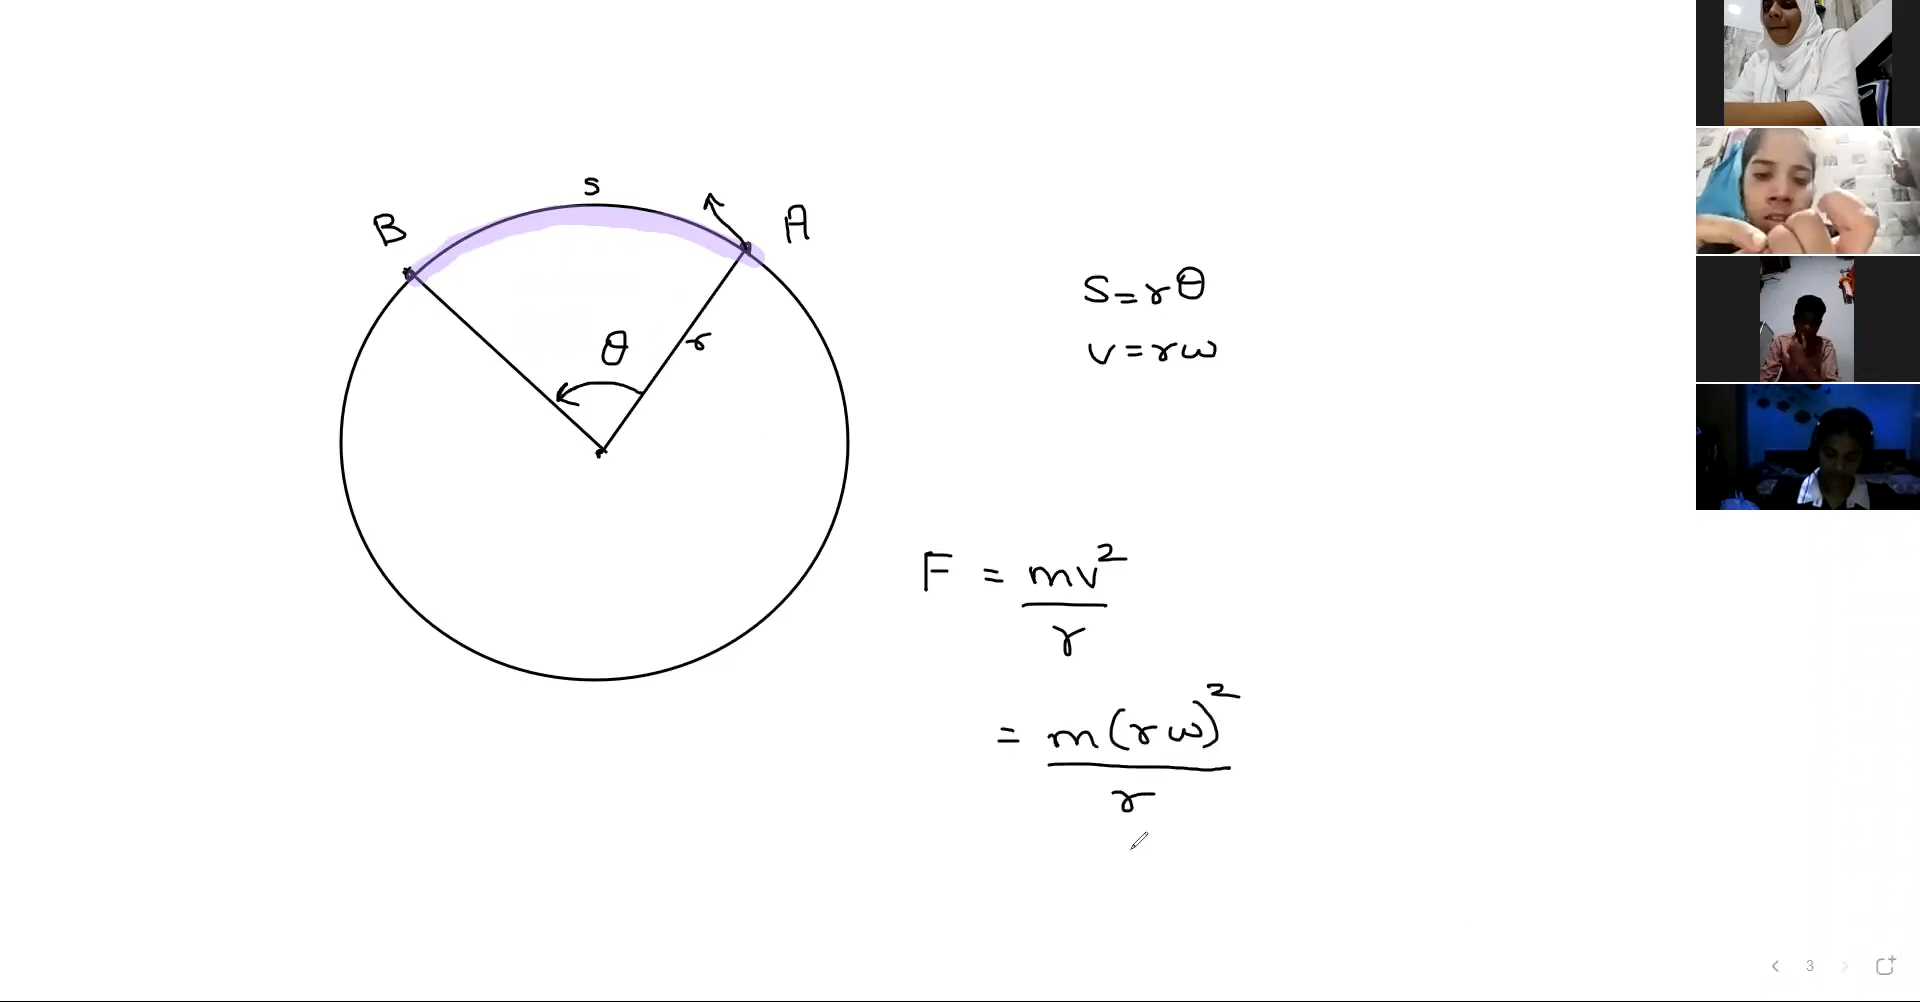 s
B
A
θ
r
S = rθ
v = rω
F = mv²
r
= m(rω)²
r
3